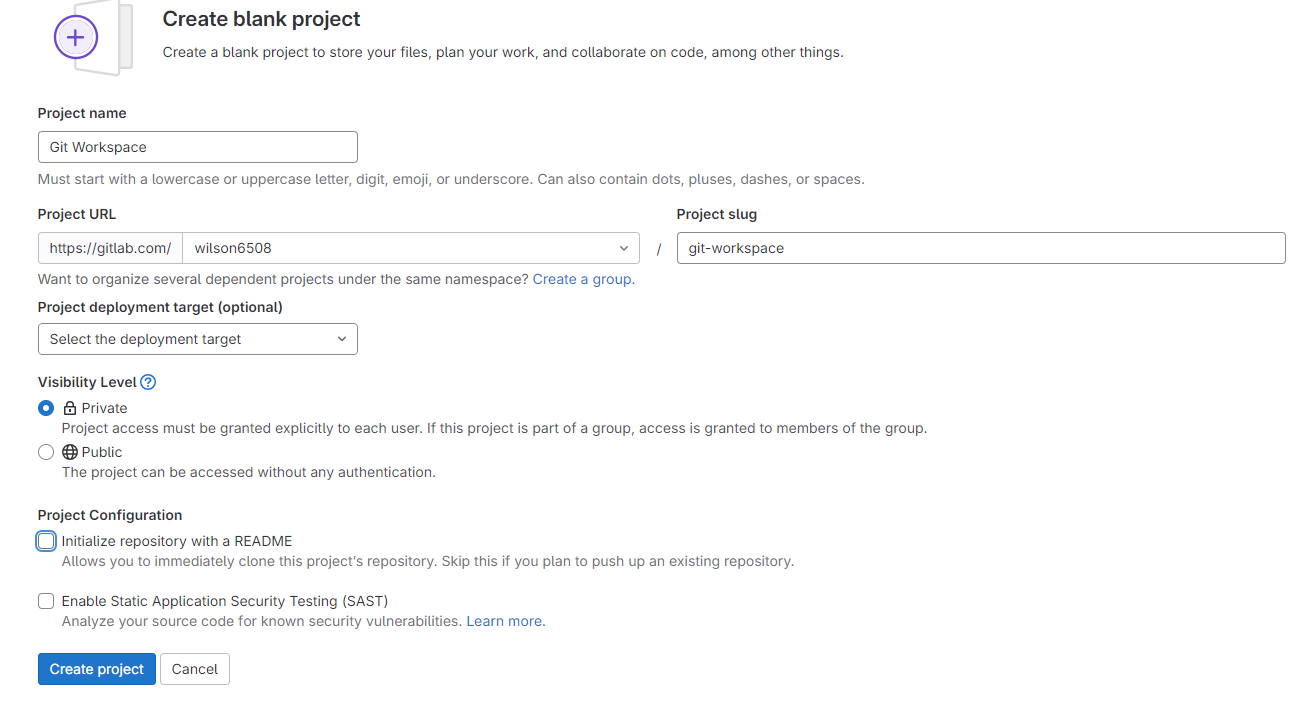 Create blank project
Create a blank project to store your files, plan your work, and collaborate on code, among other things.
Project name
Git Workspace
Must start with a lowercase or uppercase letter, digit, emoji, or underscore. Can also contain dots, pluses, dashes, or spaces.
Project URL
Project slug
https://gitlab.com/ wilson6508 / git-workspace
Want to organize several dependent projects under the same namespace? Create a group.
Project deployment target (optional)
Select the deployment target
Visibility Level
Private
Project access must be granted explicitly to each user. If this project is part of a group, access is granted to members of the group.
Public
The project can be accessed without any authentication.
Project Configuration
Initialize repository with a README
Allows you to immediately clone this project's repository. Skip this if you plan to push up an existing repository.
Enable Static Application Security Testing (SAST)
Analyze your source code for known security vulnerabilities. Learn more.
Create project Cancel